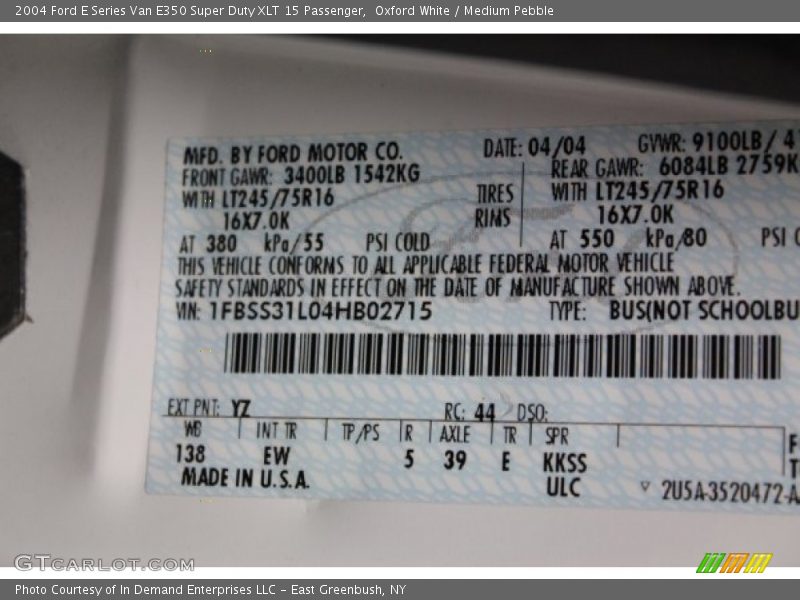 2004 Ford E Series Van E350 Super Duty XLT 15 Passenger,  Oxford White / Medium Pebble
MFD. BY FORD MOTOR CO. DATE: 04/04 GVWR: 9100LB / 4
FRONT GAWR: 3400LB 1542KG REAR GAWR: 6084LB 2759K
WITH LT245/75R16 TIRES WITH LT245/75R16
16X7.0K RIMS 16X7.0K
AT 380 kPa/55 PSI COLD AT 550 kPa/80 PSI C
THIS VEHICLE CONFORMS TO ALL APPLICABLE FEDERAL MOTOR VEHICLE
SAFETY STANDARDS IN EFFECT ON THE DATE OF MANUFACTURE SHOWN ABOVE.
VIN: 1FBSS31L04HB02715 TYPE: BUS(NOT SCHOOLBU
EXT PNT: YZ RC: 44 DSO:
WB INT TR TP/PS R AXLE TR SPR F
138 EW 5 39 E KKSS T
MADE IN U.S.A. ULC ▽ 2U5A-3520472-A
GTCARLOT.COM
Photo Courtesy of In Demand Enterprises LLC – East Greenbush, NY